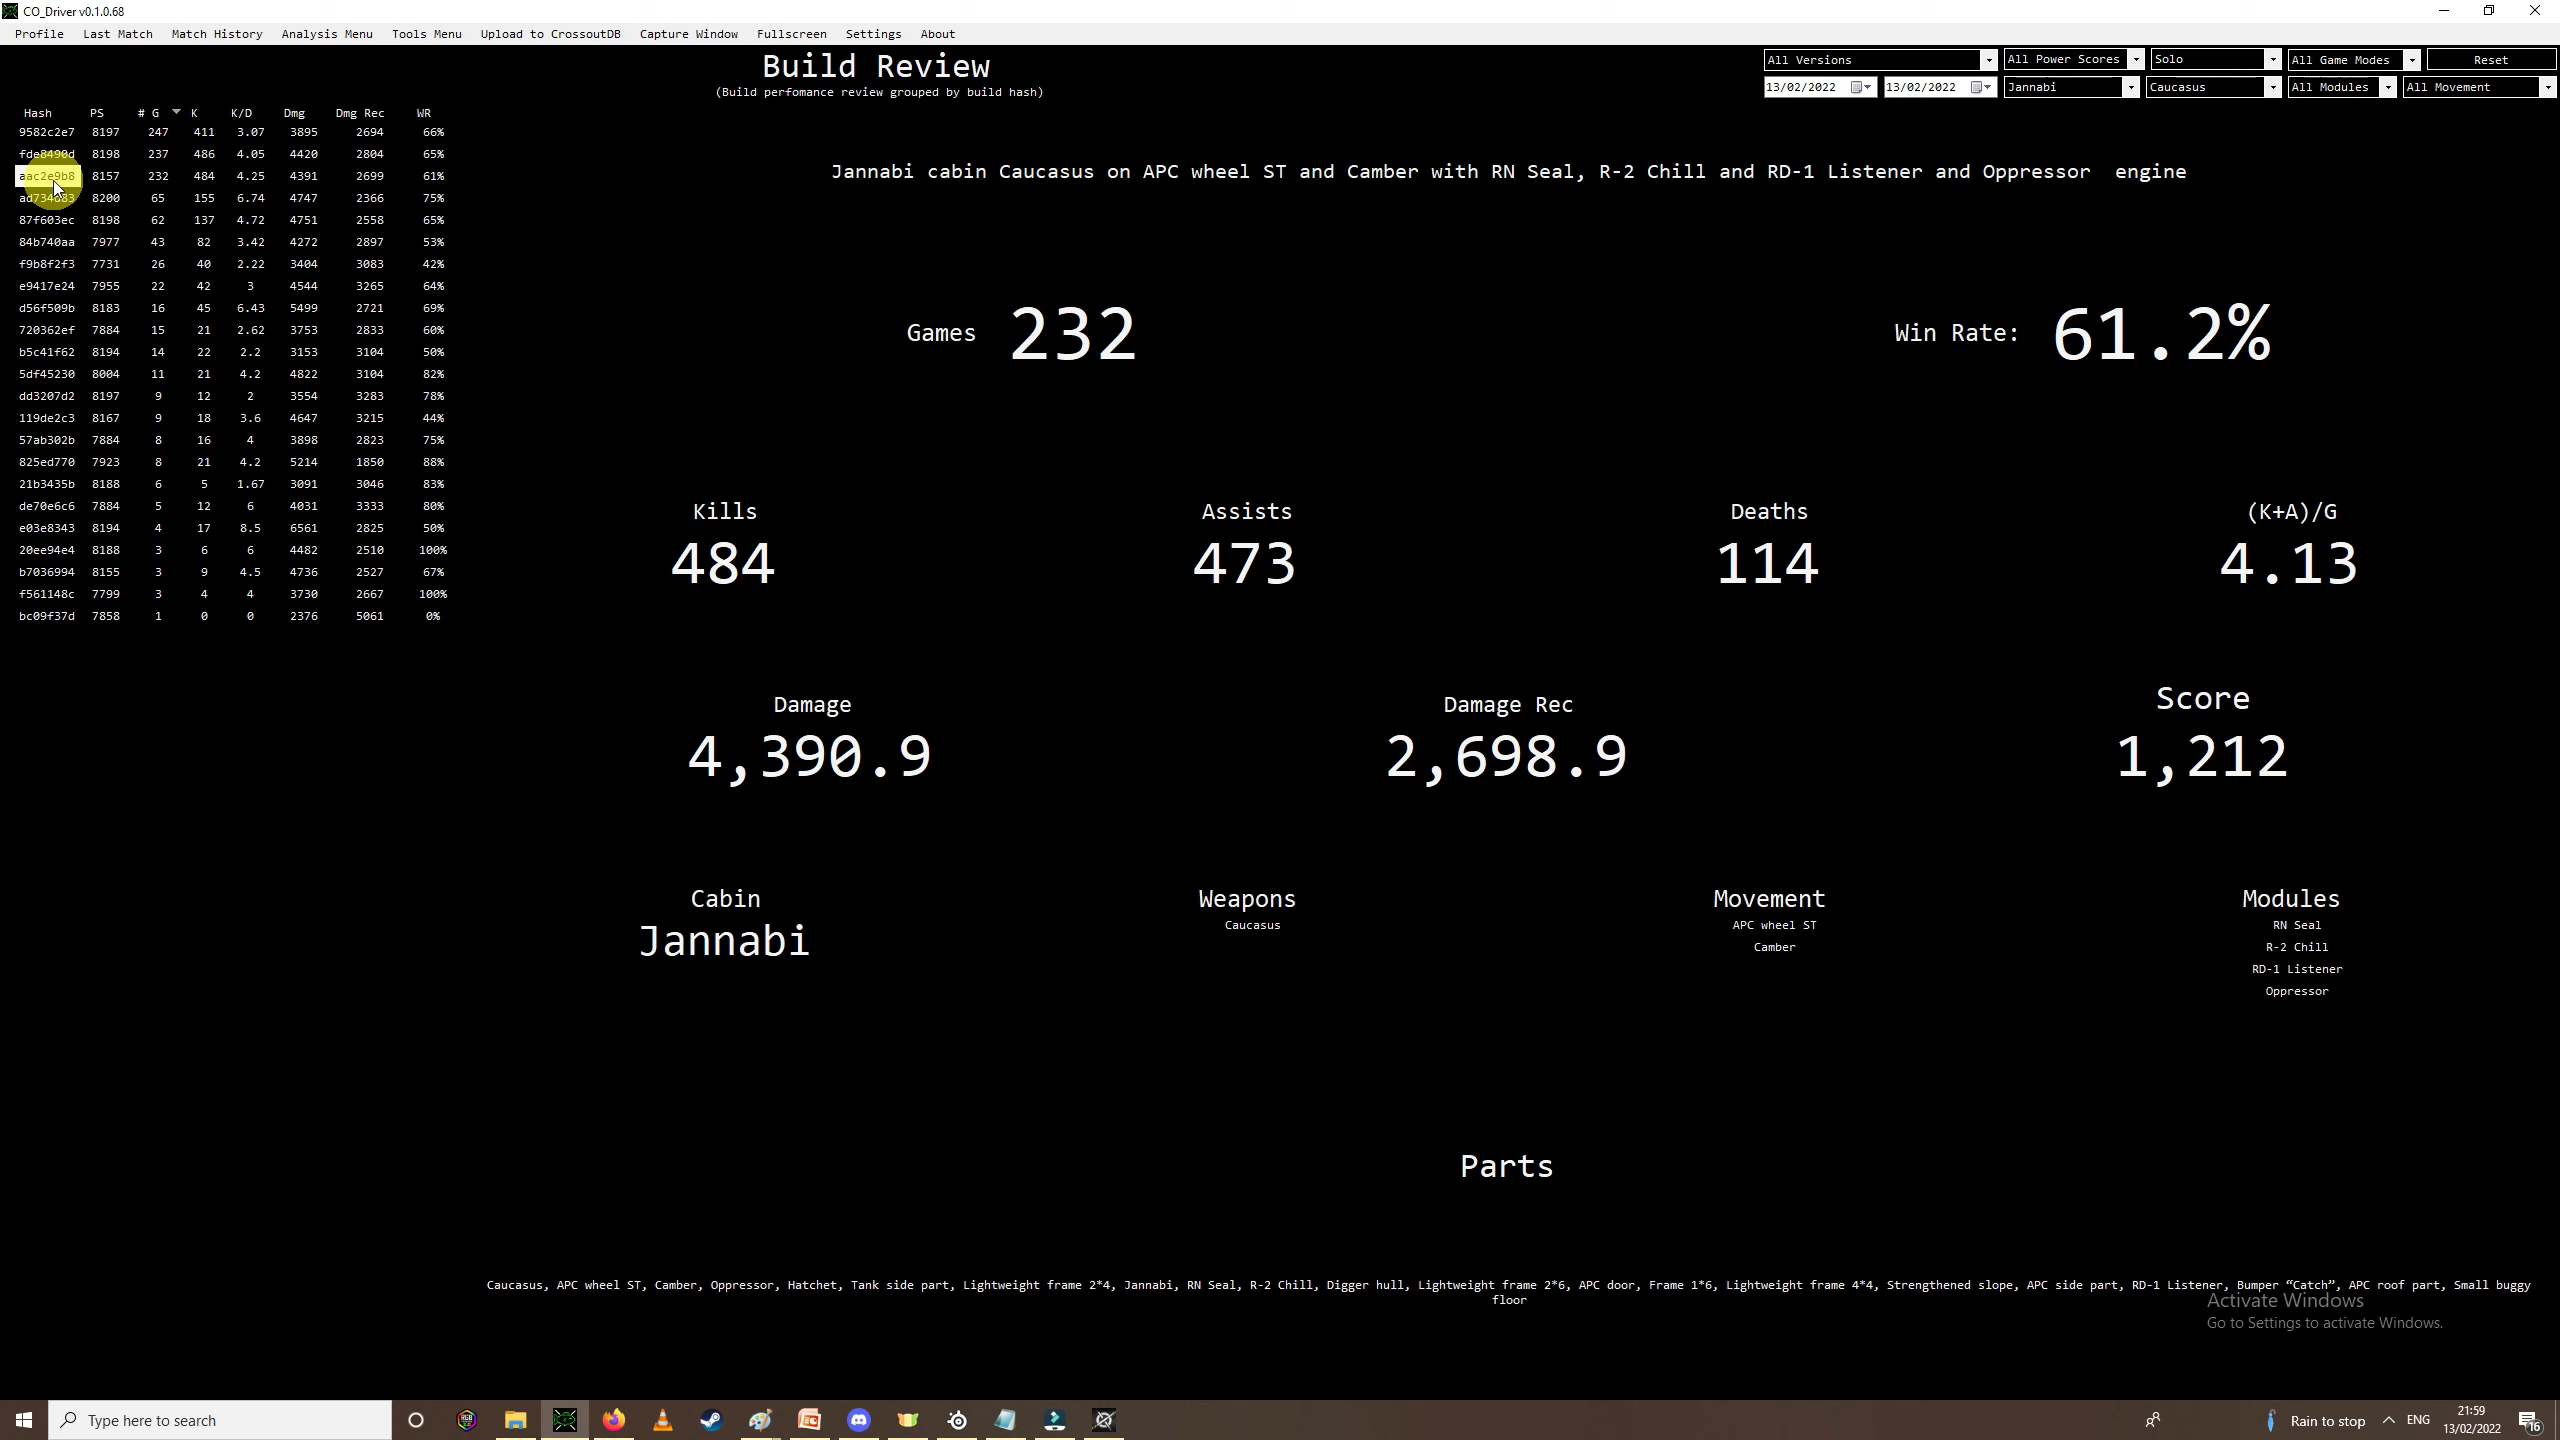 CO_Driver v0.1.0.68
Profile Last Match Match History Analysis Menu Tools Menu Upload to CrossoutDB Capture Window Fullscreen Settings About
Build Review
(Build perfomance review grouped by build hash)
All Versions All Power Scores Solo All Game Modes Reset
13/02/2022 13/02/2022 Jannabi Caucasus All Modules All Movement
Hash PS # G K K/D Dmg Dmg Rec WR
9582c2e7 8197 247 411 3.07 3895 2694 66%
fde8490d 8198 237 486 4.05 4420 2804 65%
aac2e9b8 8157 232 484 4.25 4391 2699 61%
ad734d83 8200 65 155 6.74 4747 2366 75%
87f603ec 8198 62 137 4.72 4751 2558 65%
84b740aa 7977 43 82 3.42 4272 2897 53%
f9b8f2f3 7731 26 40 2.22 3404 3083 42%
e9417e24 7955 22 42 3 4544 3265 64%
d56f509b 8183 16 45 6.43 5499 2721 69%
720362ef 7884 15 21 2.62 3753 2833 60%
b5c41f62 8194 14 22 2.2 3153 3104 50%
5df45230 8004 11 21 4.2 4822 3104 82%
dd3207d2 8197 9 12 2 3554 3283 78%
119de2c3 8167 9 18 3.6 4647 3215 44%
57ab302b 7884 8 16 4 3898 2823 75%
825ed770 7923 8 21 4.2 5214 1850 88%
21b3435b 8188 6 5 1.67 3091 3046 83%
de70e6c6 7884 5 12 6 4031 3333 80%
e03e8343 8194 4 17 8.5 6561 2825 50%
20ee94e4 8188 3 6 6 4482 2510 100%
b7036994 8155 3 9 4.5 4736 2527 67%
f561148c 7799 3 4 4 3730 2667 100%
bc09f37d 7858 1 0 0 2376 5061 0%
Jannabi cabin Caucasus on APC wheel ST and Camber with RN Seal, R-2 Chill and RD-1 Listener and Oppressor engine
Games 232 Win Rate: 61.2%
Kills Assists Deaths (K+A)/G
484 473 114 4.13
Damage Damage Rec Score
4,390.9 2,698.9 1,212
Cabin Weapons Movement Modules
Jannabi Caucasus APC wheel ST RN Seal
Camber R-2 Chill
RD-1 Listener
Oppressor
Parts
Caucasus, APC wheel ST, Camber, Oppressor, Hatchet, Tank side part, Lightweight frame 2*4, Jannabi, RN Seal, R-2 Chill, Digger hull, Lightweight frame 2*6, APC door, Frame 1*6, Lightweight frame 4*4, Strengthened slope, APC side part, RD-1 Listener, Bumper “Catch”, APC roof part, Small buggy
floor
Activate Windows
Go to Settings to activate Windows.
Type here to search
Rain to stop ENG 21:59
13/02/2022 16